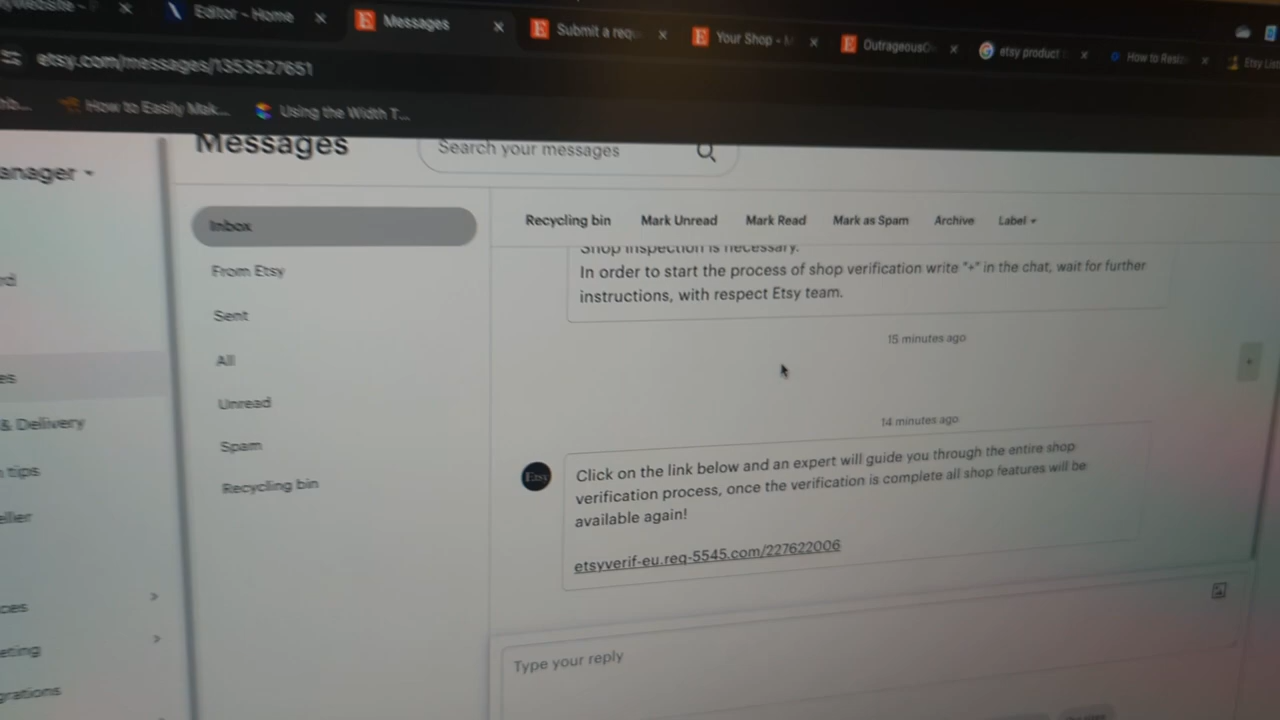 Editor - Home
Messages
Submit a requ
Your Shop - M
OutrageousO
etsy product
How to Resiz
Etsy List
etsy.com/messages/1353527651
How to Easily Mak...
Using the Width T...
Messages
Search your messages
anager
Inbox
From Etsy
Sent
All
Unread
Spam
Recycling bin
es
& Delivery
tips
eller
ces
eting
grations
Recycling bin
Mark Unread
Mark Read
Mark as Spam
Archive
Label
Shop inspection is necessary.
In order to start the process of shop verification write "+" in the chat, wait for further
instructions, with respect Etsy team.
15 minutes ago
14 minutes ago
Etsy
Click on the link below and an expert will guide you through the entire shop
verification process, once the verification is complete all shop features will be
available again!
etsyverif-eu.req-5545.com/227622006
Type your reply